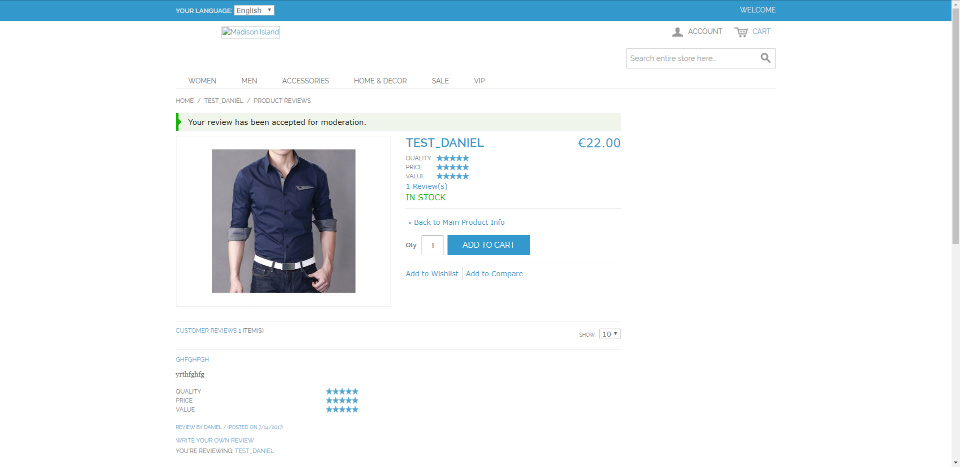 YOUR LANGUAGE: English
WELCOME
Madison Island
ACCOUNT CART
Search entire store here...
WOMEN MEN ACCESSORIES HOME & DECOR SALE VIP
HOME / TEST_DANIEL / PRODUCT REVIEWS
Your review has been accepted for moderation.
TEST_DANIEL €22.00
QUALITY
PRICE
VALUE
1 Review(s)
IN STOCK
« Back to Main Product Info
Qty 1 ADD TO CART
Add to Wishlist Add to Compare
CUSTOMER REVIEWS 1 ITEM(S)
SHOW 10
GHFGHFGH
yrthfghfg
QUALITY
PRICE
VALUE
REVIEW BY DANIEL / (POSTED ON 7/14/2017)
WRITE YOUR OWN REVIEW
YOU'RE REVIEWING: TEST_DANIEL